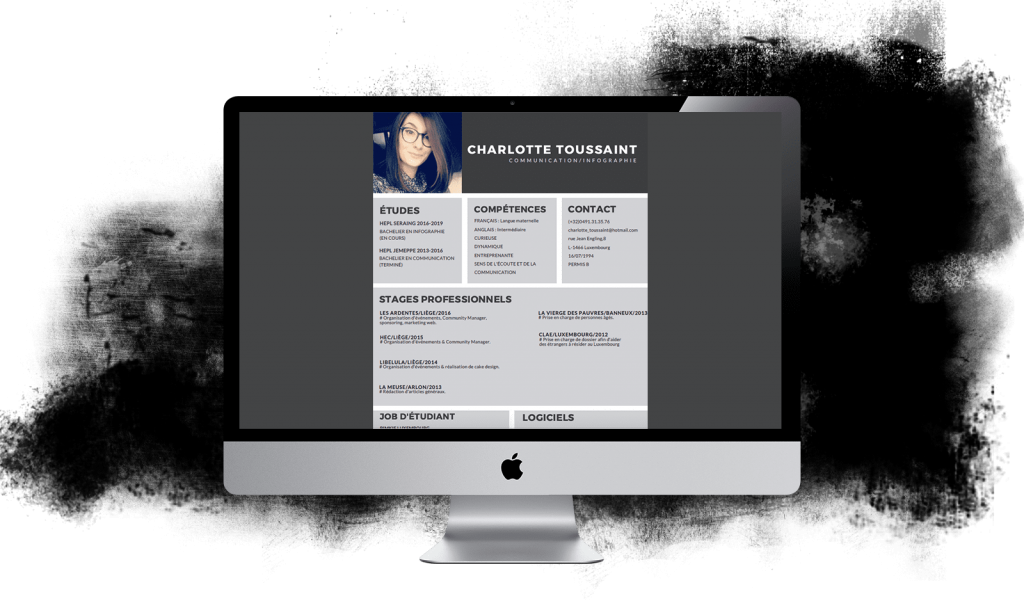 CHARLOTTE TOUSSAINT
COMMUNICATION/INFOGRAPHIE
ÉTUDES
HEPL SERAING 2016-2019
BACHELIER EN INFOGRAPHIE
(EN COURS)
HEPL JEMEPPE 2013-2016
BACHELIER EN COMMUNICATION
(TERMINÉ)
COMPÉTENCES
FRANÇAIS : Langue maternelle
ANGLAIS : Intermédiaire
CURIEUSE
DYNAMIQUE
ENTREPRENANTE
SENS DE L'ÉCOUTE ET DE LA
COMMUNICATION
CONTACT
(+32)0491.31.35.76
charlotte_toussaint@hotmail.com
rue Jean Engling,8
L-1466 Luxembourg
16/07/1994
PERMIS B
STAGES PROFESSIONNELS
LES ARDENTES/LIÈGE/2016
# Organisation d'événements, Community Manager,
sponsoring, marketing web.
HEC/LIÈGE/2015
# Organisation d'événements & Community Manager.
LIBELULA/LIÈGE/2014
# Organisation d'événements & réalisation de cake design.
LA MEUSE/ARLON/2013
# Rédaction d'articles généraux.
LA VIERGE DES PAUVRES/BANNEUX/2013
# Prise en charge de personnes âgés.
CLAE/LUXEMBOURG/2012
# Prise en charge de dossier afin d'aider
des étrangers à résider au Luxembourg
JOB D'ÉTUDIANT
LOGICIELS